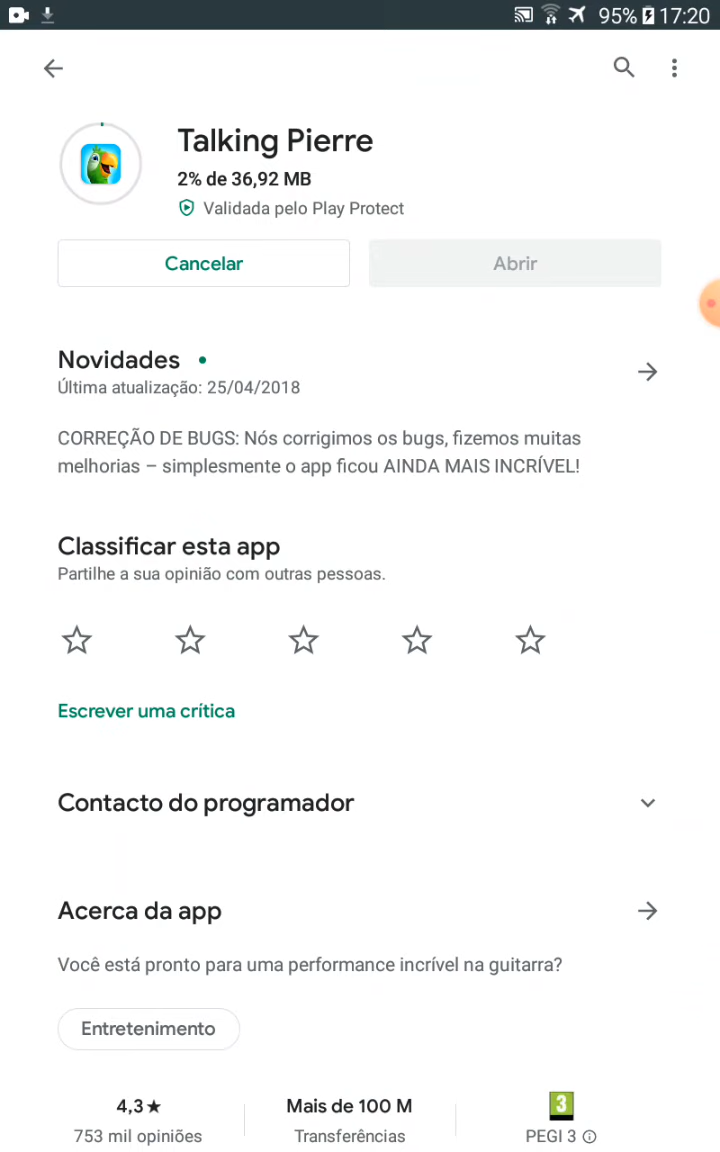 95% 17:20
Talking Pierre
2% de 36,92 MB
Validada pelo Play Protect
Cancelar
Abrir
Novidades
Última atualização: 25/04/2018
CORREÇÃO DE BUGS: Nós corrigimos os bugs, fizemos muitas
melhorias – simplesmente o app ficou AINDA MAIS INCRÍVEL!
Classificar esta app
Partilhe a sua opinião com outras pessoas.
Escrever uma crítica
Contacto do programador
Acerca da app
Você está pronto para uma performance incrível na guitarra?
Entretenimento
4,3★ Mais de 100 M 3
753 mil opiniões Transferências PEGI 3